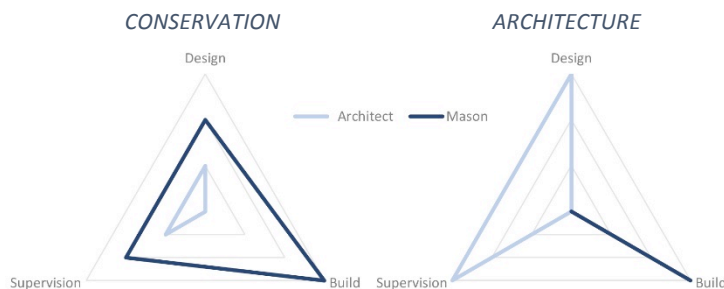 CONSERVATION
ARCHITECTURE
Design
Design
Architect
Mason
Supervision
Build
Supervision
Build